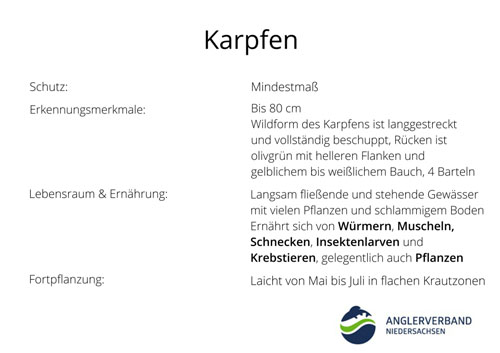 Karpfen
Schutz: Mindestmaß
Erkennungsmerkmale: Bis 80 cm
Wildform des Karpfens ist langgestreckt
und vollständig beschuppt, Rücken ist
olivgrün mit helleren Flanken und
gelblichem bis weißlichem Bauch, 4 Barteln
Lebensraum & Ernährung: Langsam fließende und stehende Gewässer
mit vielen Pflanzen und schlammigem Boden
Ernährt sich von Würmern, Muscheln,
Schnecken, Insektenlarven und
Krebstieren, gelegentlich auch Pflanzen
Fortpflanzung: Laicht von Mai bis Juli in flachen Krautzonen
ANGLERVERBAND
NIEDERSACHSEN